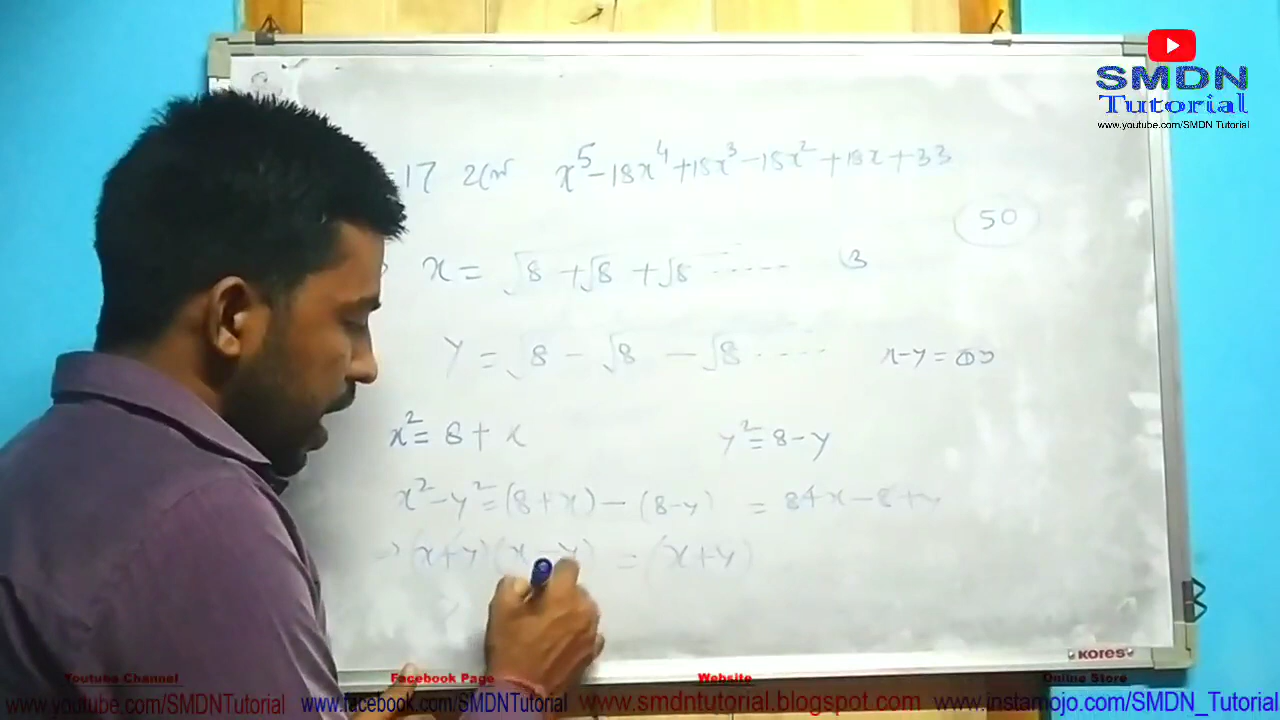 SMDN
Tutorial
www.youtube.com/SMDN Tutorial
17 হলে x⁵-18x⁴+18x³-18x²+18x+33
50
x = √8 + √8 + √8 ......
y = √8 - √8 - √8 ......
x-y =
x² = 8 + x
y² = 8 - y
x²-y² = (8+x) - (8-y) = 8+x-8+y
(x+y)(x-y) = (x+y)
KORES
Youtube Channel
Facebook Page
Website
Online Store
www.youtube.com/SMDNTutorial
www.facebook.com/SMDNTutorial
www.smdntutorial.blogspot.com
www.instamojo.com/SMDN_Tutorial